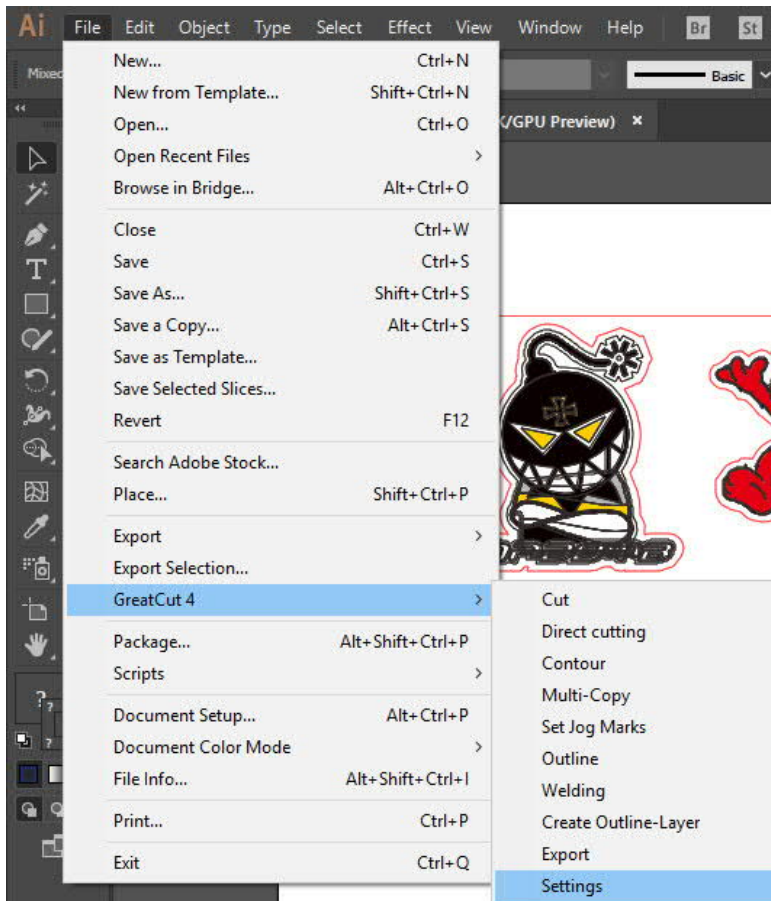 Ai File Edit Object Type Select Effect View Window Help Br St
Mixed
Basic
/GPU Preview) ×
New... Ctrl+N
New from Template... Shift+Ctrl+N
Open... Ctrl+O
Open Recent Files >
Browse in Bridge... Alt+Ctrl+O
Close Ctrl+W
Save Ctrl+S
Save As... Shift+Ctrl+S
Save a Copy... Alt+Ctrl+S
Save as Template...
Save Selected Slices...
Revert F12
Search Adobe Stock...
Place... Shift+Ctrl+P
Export >
Export Selection...
GreatCut 4 >
Package... Alt+Shift+Ctrl+P
Scripts >
Document Setup... Alt+Ctrl+P
Document Color Mode >
File Info... Alt+Shift+Ctrl+I
Print... Ctrl+P
Exit Ctrl+Q
Cut
Direct cutting
Contour
Multi-Copy
Set Jog Marks
Outline
Welding
Create Outline-Layer
Export
Settings